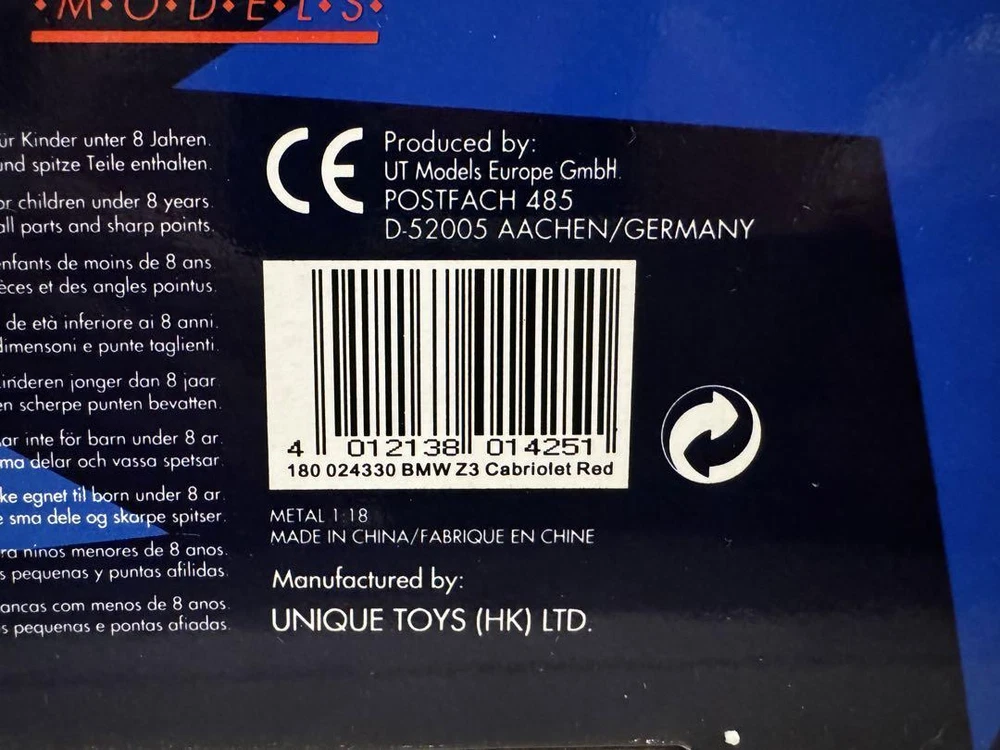 ·M·O·D·E·L·S·
ür Kinder unter 8 Jahren.
und spitze Teile enthalten.
or children under 8 years.
all parts and sharp points.
enfants de moins de 8 ans
èces et des angles pointus.
de età inferiore ai 8 anni.
dimensoni e punte taglienti.
inderen jonger dan 8 jaar
en scherpe punten bevatten.
ar inte för barn under 8 ar.
ma delar och vassa spetsar.
ke egnet til born under 8 ar.
e sma dele og skarpe spitser.
ra ninos menores de 8 anos.
s pequenas y puntas afilidas.
ancas com menos de 8 anos.
s pequenas e pontas afiadas.
CE
Produced by:
UT Models Europe GmbH.
POSTFACH 485
D-52005 AACHEN/GERMANY
4 012138 014251
180 024330 BMW Z3 Cabriolet Red
METAL 1:18
MADE IN CHINA/FABRIQUE EN CHINE
Manufactured by:
UNIQUE TOYS (HK) LTD.